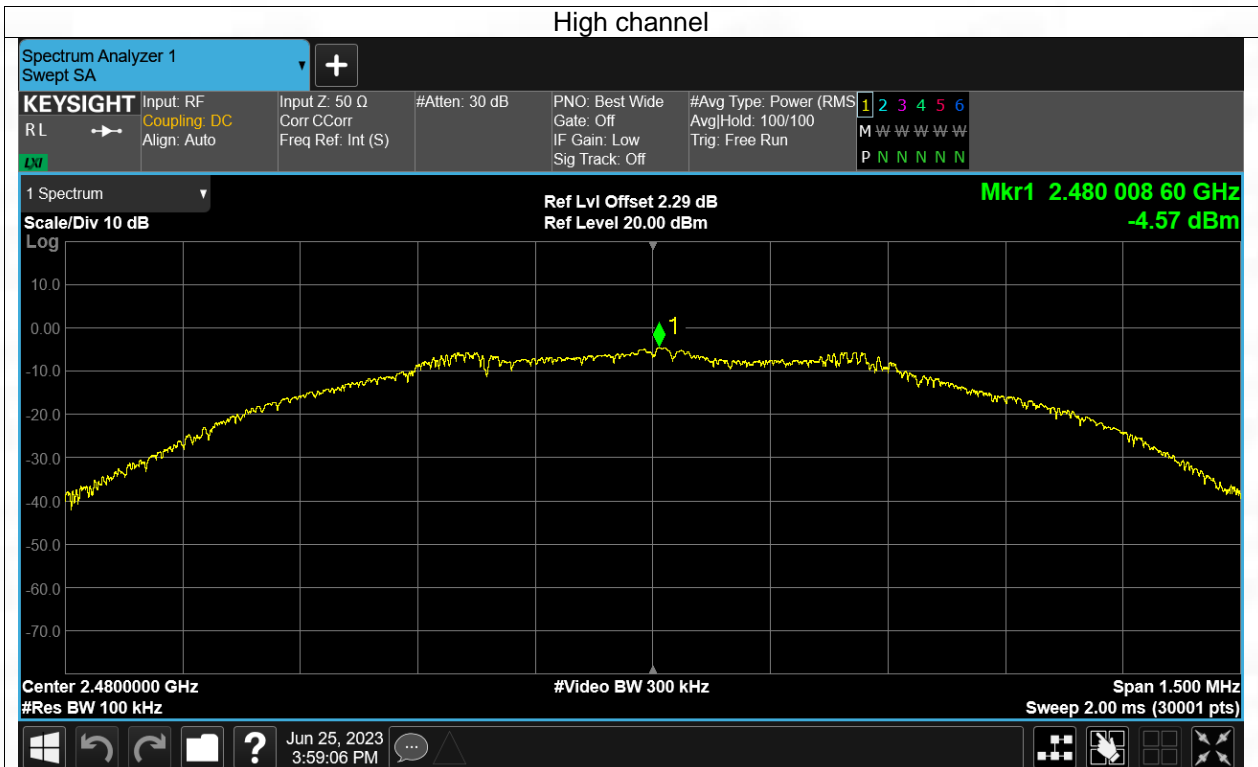 High channel
Spectrum Analyzer 1
Swept SA
KEYSIGHT
RL
LXI
Input: RF
Coupling: DC
Align: Auto
Input Z: 50 Ω
Corr CCorr
Freq Ref: Int (S)
#Atten: 30 dB
PNO: Best Wide
Gate: Off
IF Gain: Low
Sig Track: Off
#Avg Type: Power (RMS
Avg|Hold: 100/100
Trig: Free Run
1 2 3 4 5 6
M W W W W W W
P N N N N N
1 Spectrum
Scale/Div 10 dB
Log
Ref Lvl Offset 2.29 dB
Ref Level 20.00 dBm
Mkr1 2.480 008 60 GHz
-4.57 dBm
10.0
0.00
-10.0
-20.0
-30.0
-40.0
-50.0
-60.0
-70.0
1
Center 2.4800000 GHz
#Res BW 100 kHz
#Video BW 300 kHz
Span 1.500 MHz
Sweep 2.00 ms (30001 pts)
?
Jun 25, 2023
3:59:06 PM